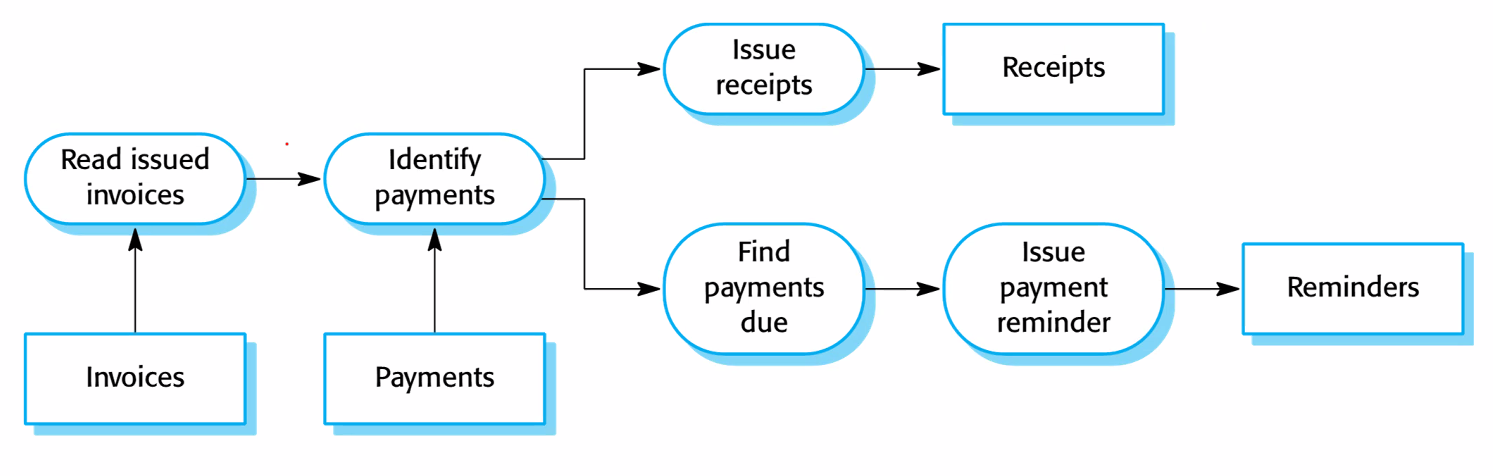 Issue
receipts
Receipts
Read issued
invoices
Identify
payments
Find
payments
due
Issue
payment
reminder
Reminders
Invoices
Payments